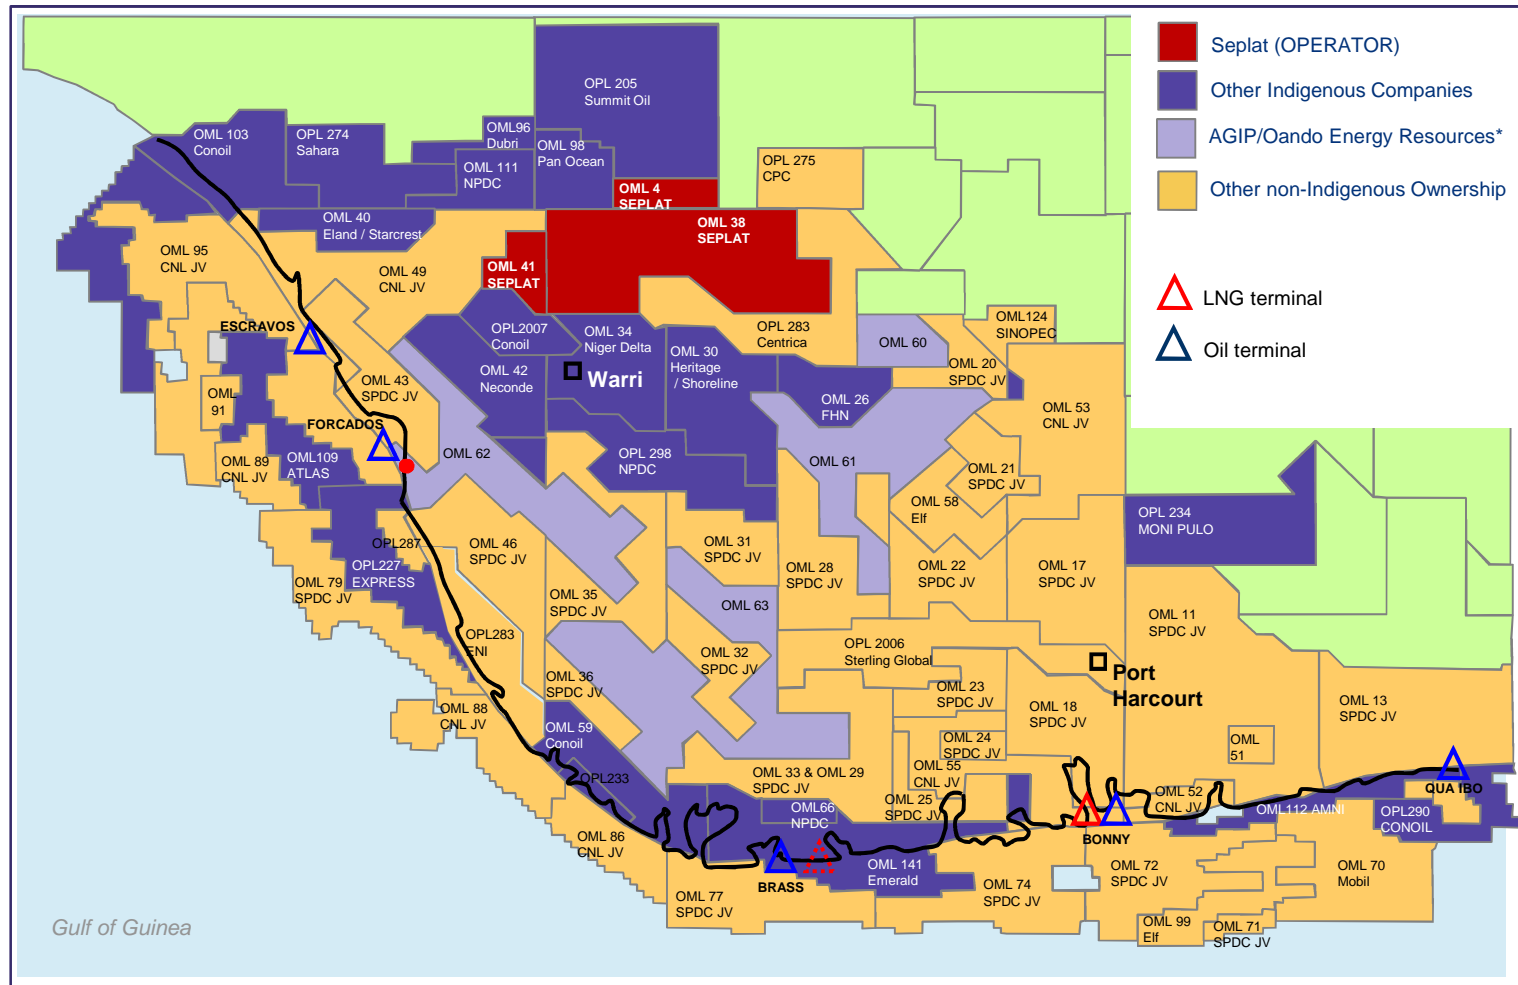 Seplat (OPERATOR)
Other Indigenous Companies
AGIP/Oando Energy Resources*
Other non-Indigenous Ownership
LNG terminal
Oil terminal
OPL 205
Summit Oil
OML 103
Conoil
OPL 274
Sahara
OML96
Dubri
OML 98
Pan Ocean
OML 111
NPDC
OPL 275
CPC
OML 4
SEPLAT
OML 40
Eland / Starcrest
OML 38
SEPLAT
OML 95
CNL JV
OML 49
CNL JV
OML 41
SEPLAT
ESCRAVOS
OPL2007
Conoil
OML 34
Niger Delta
OPL 283
Centrica
OML124
SINOPEC
OML 60
OML 30
Heritage
/ Shoreline
OML 20
SPDC JV
OML 42
Neconde
Warri
OML 43
SPDC JV
OML
91
OML 26
FHN
OML 53
CNL JV
FORCADOS
OML 62
OPL 298
NPDC
OML 61
OML 21
SPDC JV
OML 89
CNL JV
OML109
ATLAS
OML 58
Elf
OPL 234
MONI PULO
OPL287
OML 46
SPDC JV
OML 31
SPDC JV
OML 28
SPDC JV
OML 22
SPDC JV
OML 17
SPDC JV
OPL227
EXPRESS
OML 79
SPDC JV
OML 35
SPDC JV
OML 63
OML 11
SPDC JV
OPL283
ENI
OML 32
SPDC JV
OPL 2006
Sterling Global
Port
Harcourt
OML 36
SPDC JV
OML 23
SPDC JV
OML 18
SPDC JV
OML 13
SPDC JV
OML 88
CNL JV
OML 59
Conoil
OML 24
SPDC JV
OML
51
OPL233
OML 33 & OML 29
SPDC JV
OML 55
CNL JV
OML 52
CNL JV
QUA IBO
OML66
NPDC
OML 25
SPDC JV
OML112 AMNI
OPL290
CONOIL
OML 86
CNL JV
BONNY
BRASS
OML 141
Emerald
OML 72
SPDC JV
OML 70
Mobil
OML 77
SPDC JV
OML 74
SPDC JV
OML 99
Elf
OML 71
SPDC JV
Gulf of Guinea